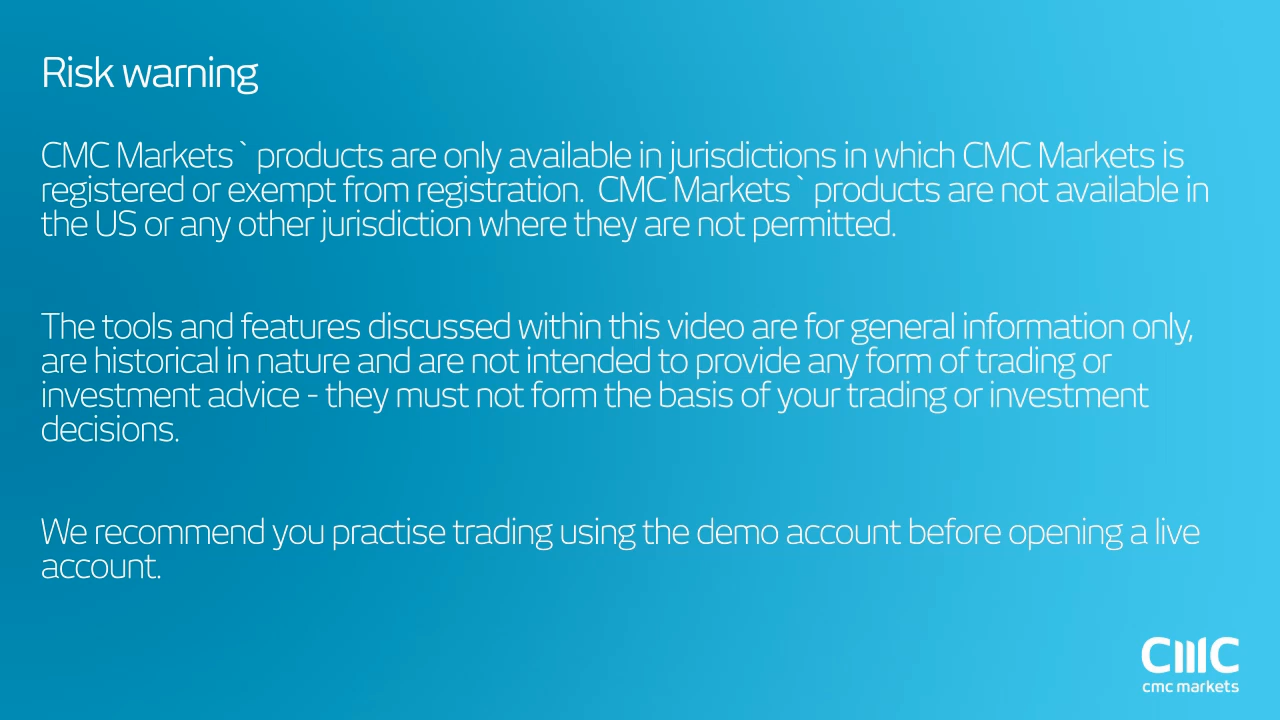 Risk warning
CMC Markets` products are only available in jurisdictions in which CMC Markets is
registered or exempt from registration.  CMC Markets` products are not available in
the US or any other jurisdiction where they are not permitted.
The tools and features discussed within this video are for general information only,
are historical in nature and are not intended to provide any form of trading or
investment advice - they must not form the basis of your trading or investment
decisions.
We recommend you practise trading using the demo account before opening a live
account.
CMC
cmc markets